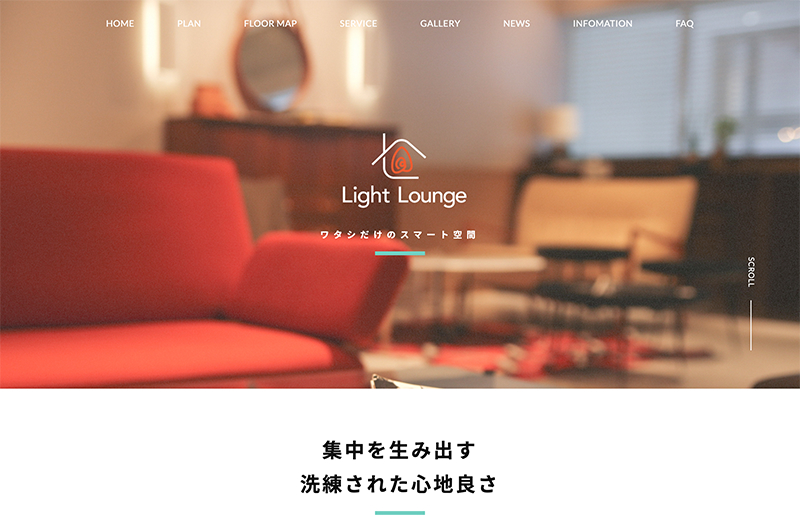 HOME PLAN FLOOR MAP SERVICE GALLERY NEWS INFOMATION FAQ
Light Lounge
ワタシだけのスマート空間
SCROLL
集中を生み出す
洗練された心地良さ